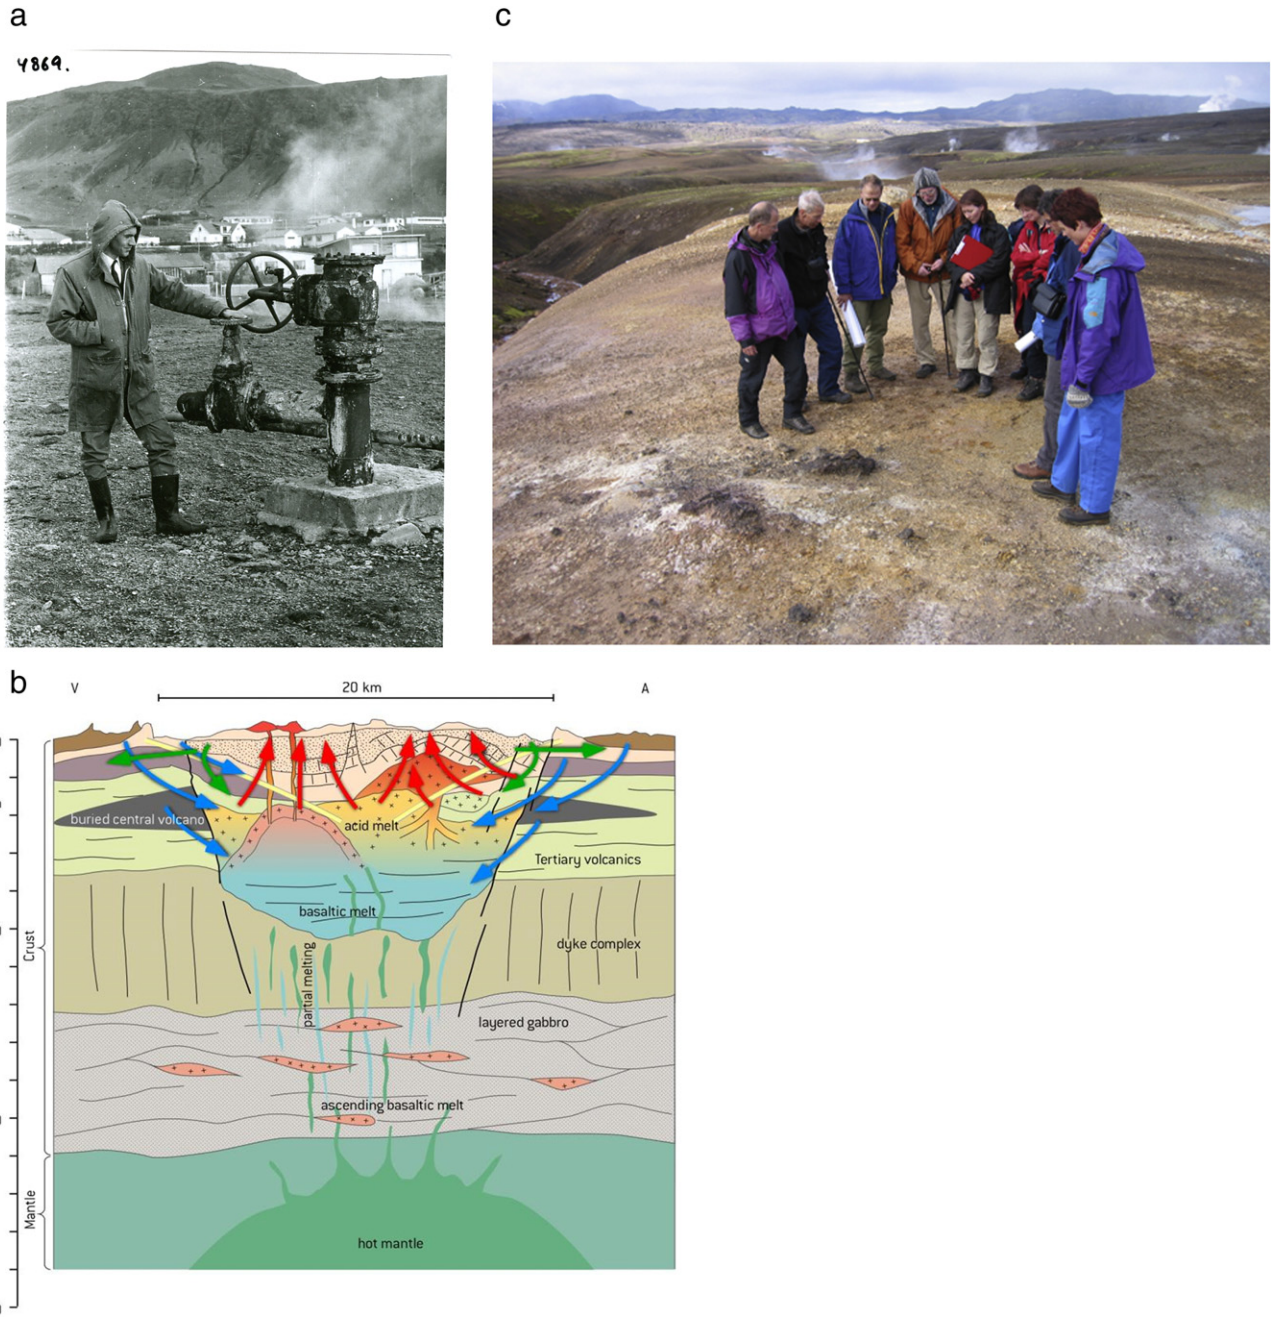 a
c
4869.
b
V
20 km
A
buried central volcano
acid melt
Tertiary volcanics
basaltic melt
Crust
partial melting
dyke complex
layered gabbro
ascending basaltic melt
Mantle
hot mantle